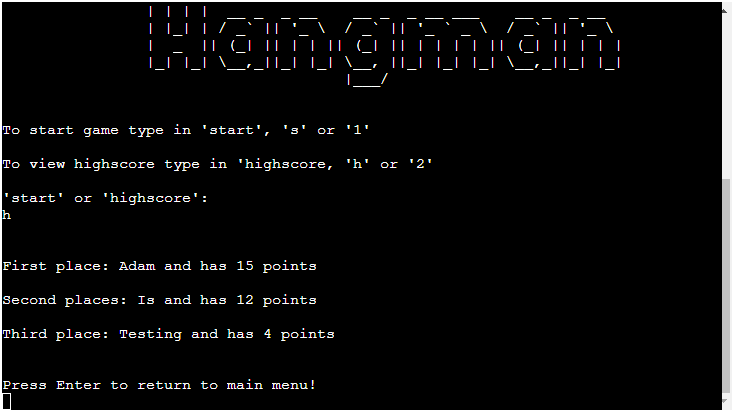 Hangman
To start game type in 'start', 's' or '1'
To view highscore type in 'highscore, 'h' or '2'
'start' or 'highscore':
h
First place: Adam and has 15 points
Second places: Is and has 12 points
Third place: Testing and has 4 points
Press Enter to return to main menu!